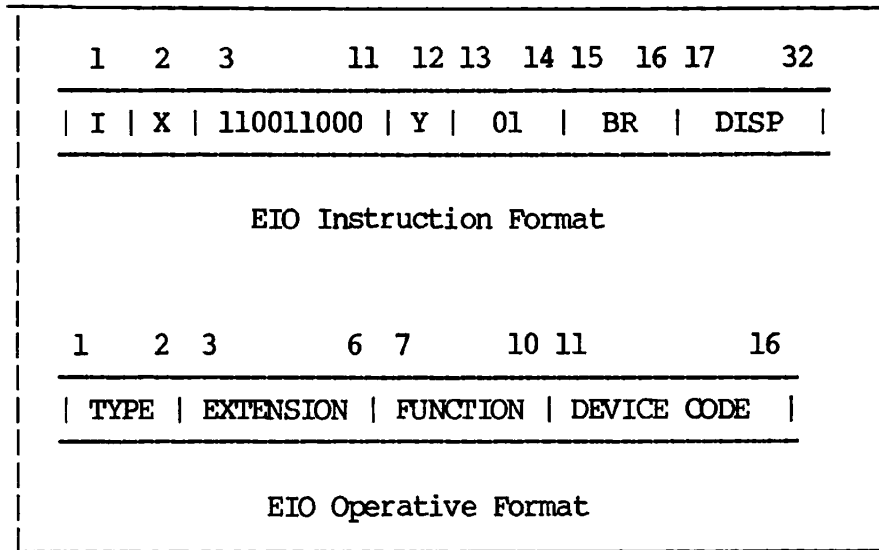 1 2 3 11 12 13 14 15 16 17 32
| I | X | 110011000 | Y | 01 | BR | DISP |
EIO Instruction Format
1 2 3 6 7 10 11 16
| TYPE | EXTENSION | FUNCTION | DEVICE CODE |
EIO Operative Format